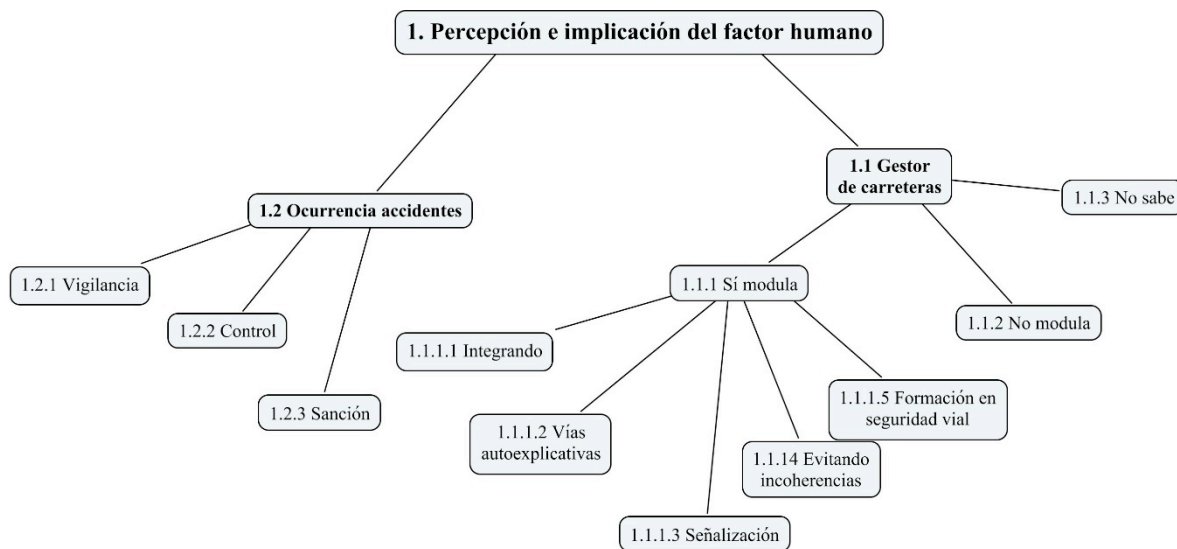 1. Percepción e implicación del factor humano
1.1 Gestor
de carreteras
1.1.3 No sabe
1.2 Ocurrencia accidentes
1.2.1 Vigilancia
1.1.1 Sí modula
1.2.2 Control
1.1.2 No modula
1.1.1.1 Integrando
1.2.3 Sanción
1.1.1.5 Formación en
seguridad vial
1.1.1.2 Vías
autoexplicativas
1.1.14 Evitando
incoherencias
1.1.1.3 Señalización